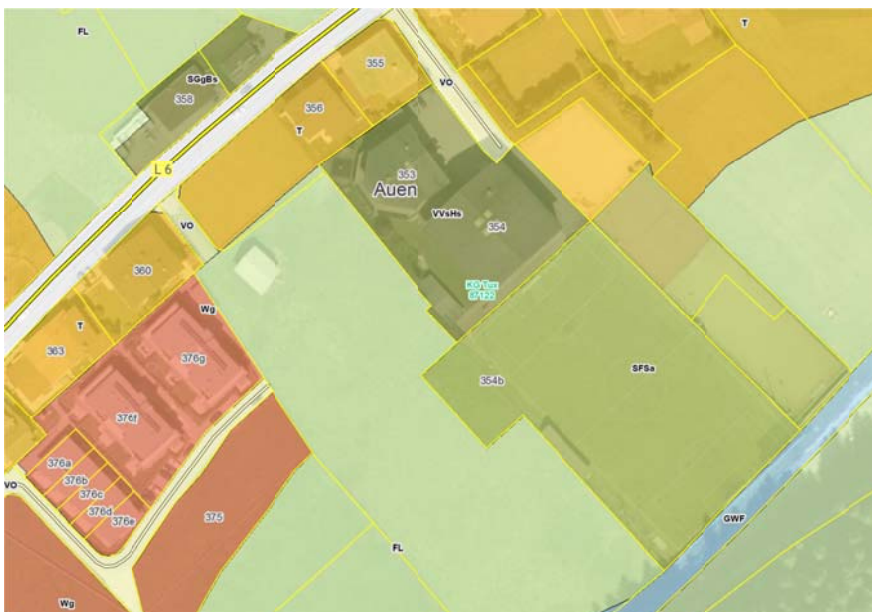 FL
T
SGgBs
358
355
VO
356
T
L 6
353
Auen
VVsHs
354
VO
KG Tux
87122
360
Wg
T
363
376g
354b
SFSa
376f
376a
376b
376c
376d
376e
VO
375
GWF
FL
Wg